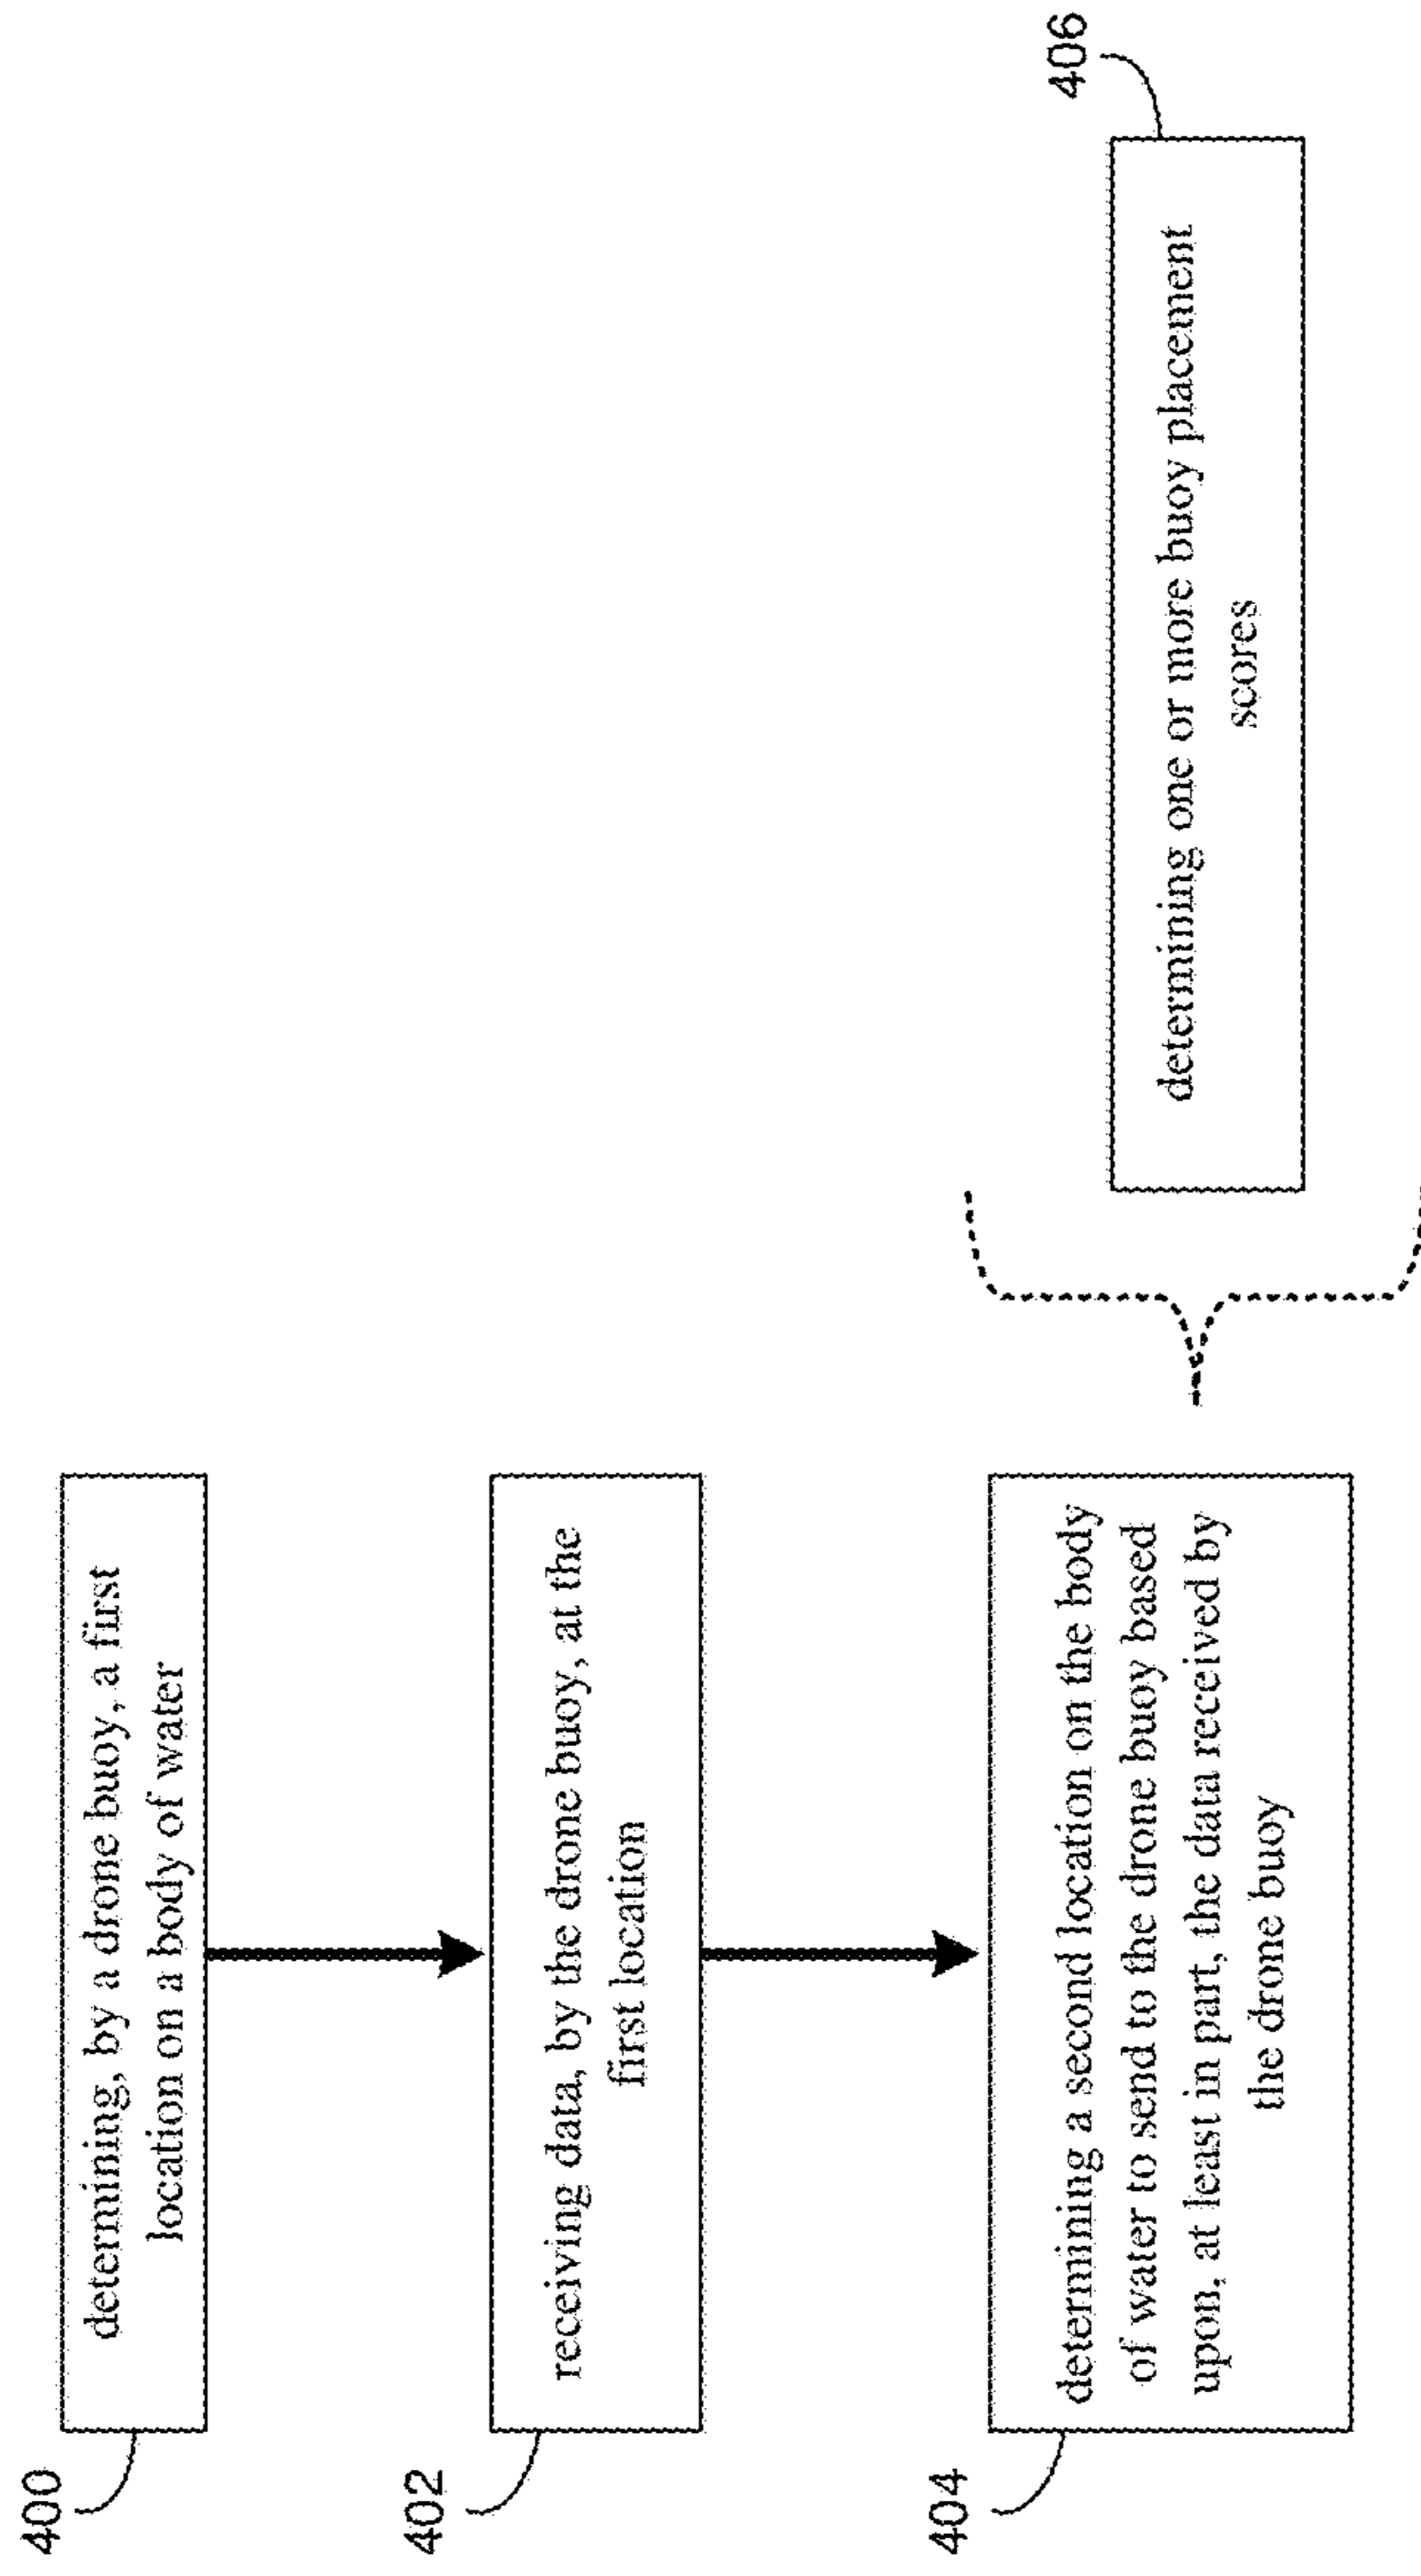 400
determining, by a drone buoy, a first
location on a body of water
402
receiving data, by the drone buoy, at the
first location
404
determining a second location on the body
of water to send to the drone buoy based
upon, at least in part, the data received by
the drone buoy
406
determining one or more buoy placement
scores